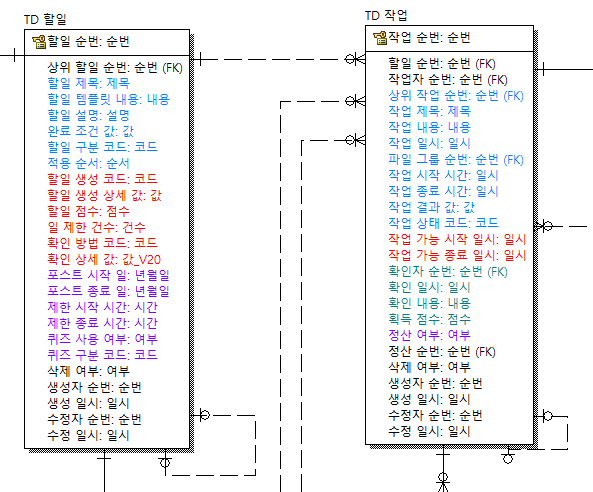 TD 할일
할일 순번: 순번
상위 할일 순번: 순번 (FK)
할일 제목: 제목
할일 템플릿 내용: 내용
할일 설명: 설명
완료 조건 값: 값
할일 구분 코드: 코드
적용 순서: 순서
할일 생성 코드: 코드
할일 생성 상세 값: 값
할일 점수: 점수
일 제한 건수: 건수
확인 방법 코드: 코드
확인 상세 값: 값_V20
포스트 시작 일: 년월일
포스트 종료 일: 년월일
제한 시작 시간: 시간
제한 종료 시간: 시간
퀴즈 사용 여부: 여부
퀴즈 구분 코드: 코드
삭제 여부: 여부
생성자 순번: 순번
생성 일시: 일시
수정자 순번: 순번
수정 일시: 일시
TD 작업
작업 순번: 순번
할일 순번: 순번 (FK)
작업자 순번: 순번 (FK)
상위 작업 순번: 순번 (FK)
작업 제목: 제목
작업 내용: 내용
작업 일시: 일시
파일 그룹 순번: 순번 (FK)
작업 시작 시간: 일시
작업 종료 시간: 일시
작업 결과 값: 값
작업 상태 코드: 코드
작업 가능 시작 일시: 일시
작업 가능 종료 일시: 일시
확인자 순번: 순번 (FK)
확인 일시: 일시
확인 내용: 내용
획득 점수: 점수
정산 여부: 여부
정산 순번: 순번 (FK)
삭제 여부: 여부
생성자 순번: 순번
생성 일시: 일시
수정자 순번: 순번
수정 일시: 일시